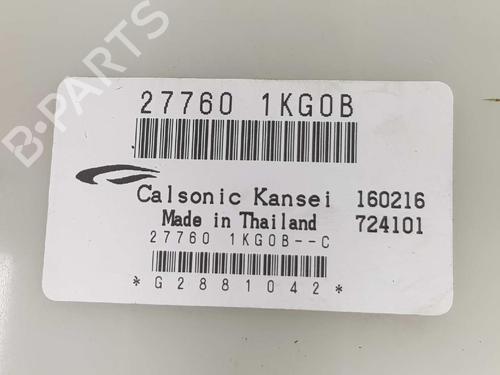 B-PARTS
27760 1KG0B
Calsonic Kansei 160216
Made in Thailand 724101
27760 1KG0B--C
*G2881042*